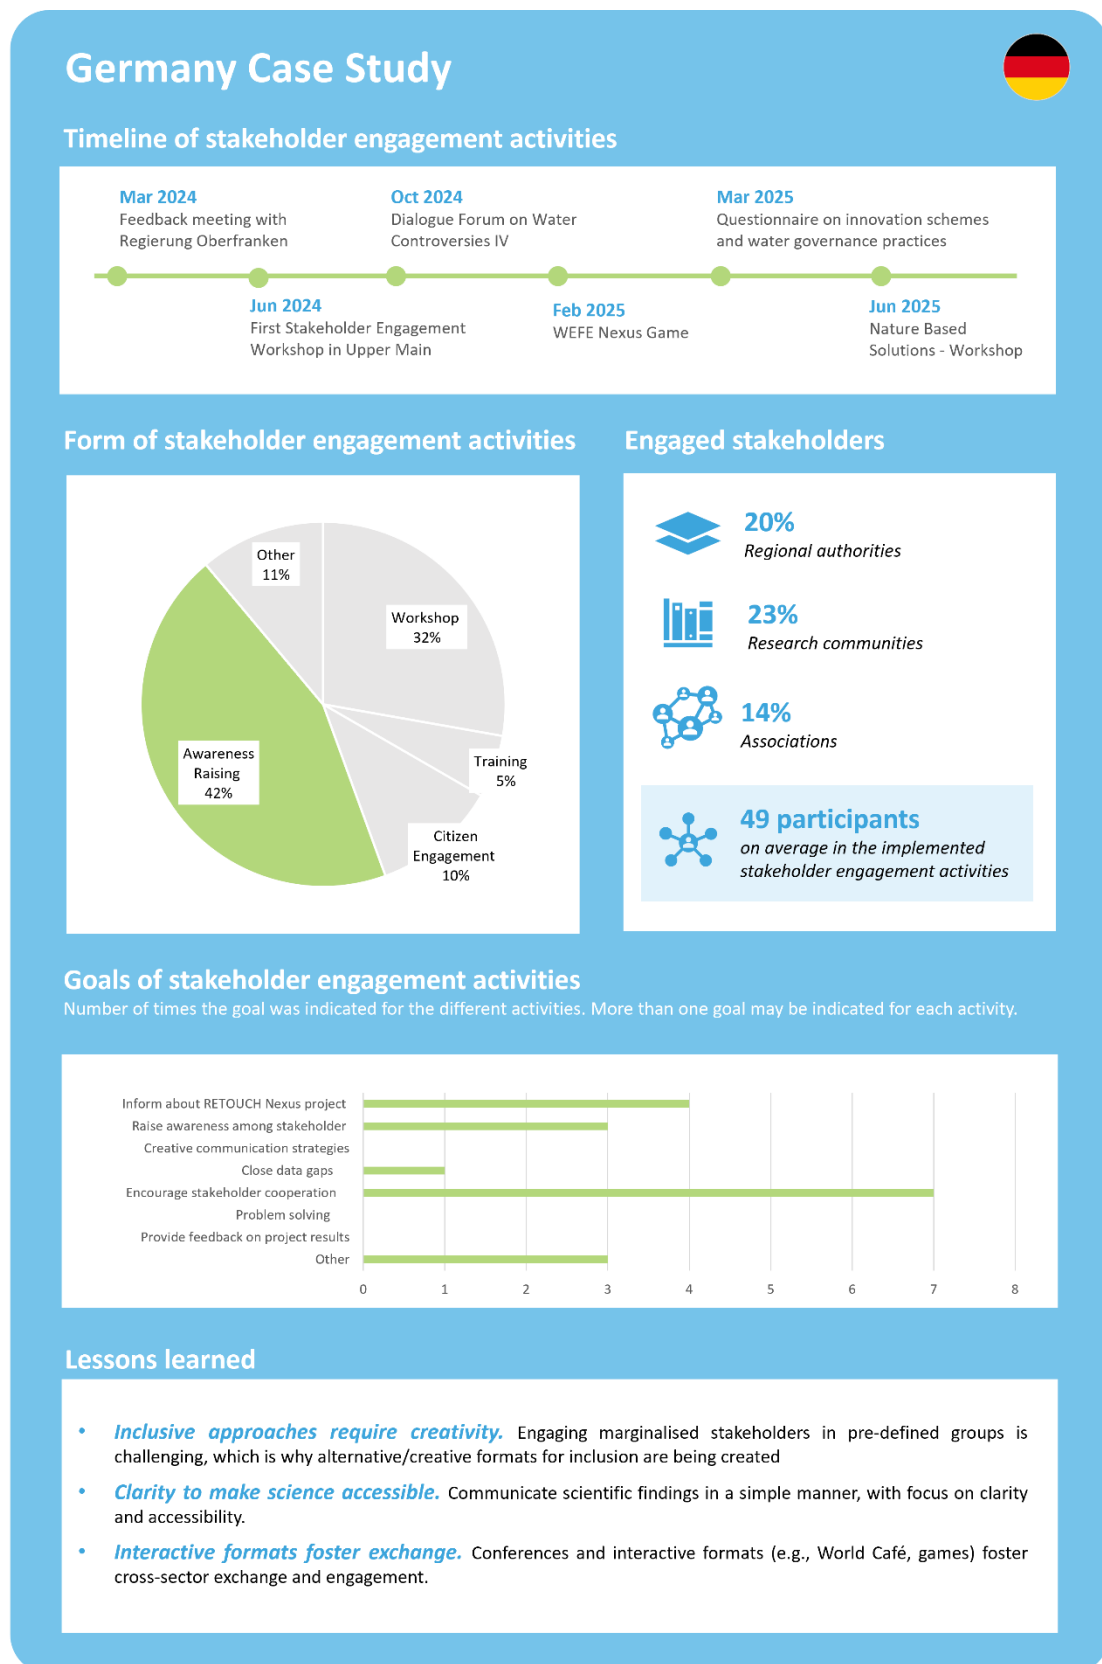 Germany Case Study
Timeline of stakeholder engagement activities
Mar 2024
Feedback meeting with
Regierung Oberfranken
Oct 2024
Dialogue Forum on Water
Controversies IV
Mar 2025
Questionnaire on innovation schemes
and water governance practices
Jun 2024
First Stakeholder Engagement
Workshop in Upper Main
Feb 2025
WEFE Nexus Game
Jun 2025
Nature Based
Solutions - Workshop
Form of stakeholder engagement activities
Other
11%
Workshop
32%
Training
5%
Awareness
Raising
42%
Citizen
Engagement
10%
Engaged stakeholders
20%
Regional authorities
23%
Research communities
14%
Associations
49 participants
on average in the implemented
stakeholder engagement activities
Goals of stakeholder engagement activities
Number of times the goal was indicated for the different activities. More than one goal may be indicated for each activity.
Inform about RETOUCH Nexus project
Raise awareness among stakeholder
Creative communication strategies
Close data gaps
Encourage stakeholder cooperation
Problem solving
Provide feedback on project results
Other
0 1 2 3 4 5 6 7 8
Lessons learned
• Inclusive approaches require creativity. Engaging marginalised stakeholders in pre-defined groups is
challenging, which is why alternative/creative formats for inclusion are being created
• Clarity to make science accessible. Communicate scientific findings in a simple manner, with focus on clarity
and accessibility.
• Interactive formats foster exchange. Conferences and interactive formats (e.g., World Café, games) foster
cross-sector exchange and engagement.